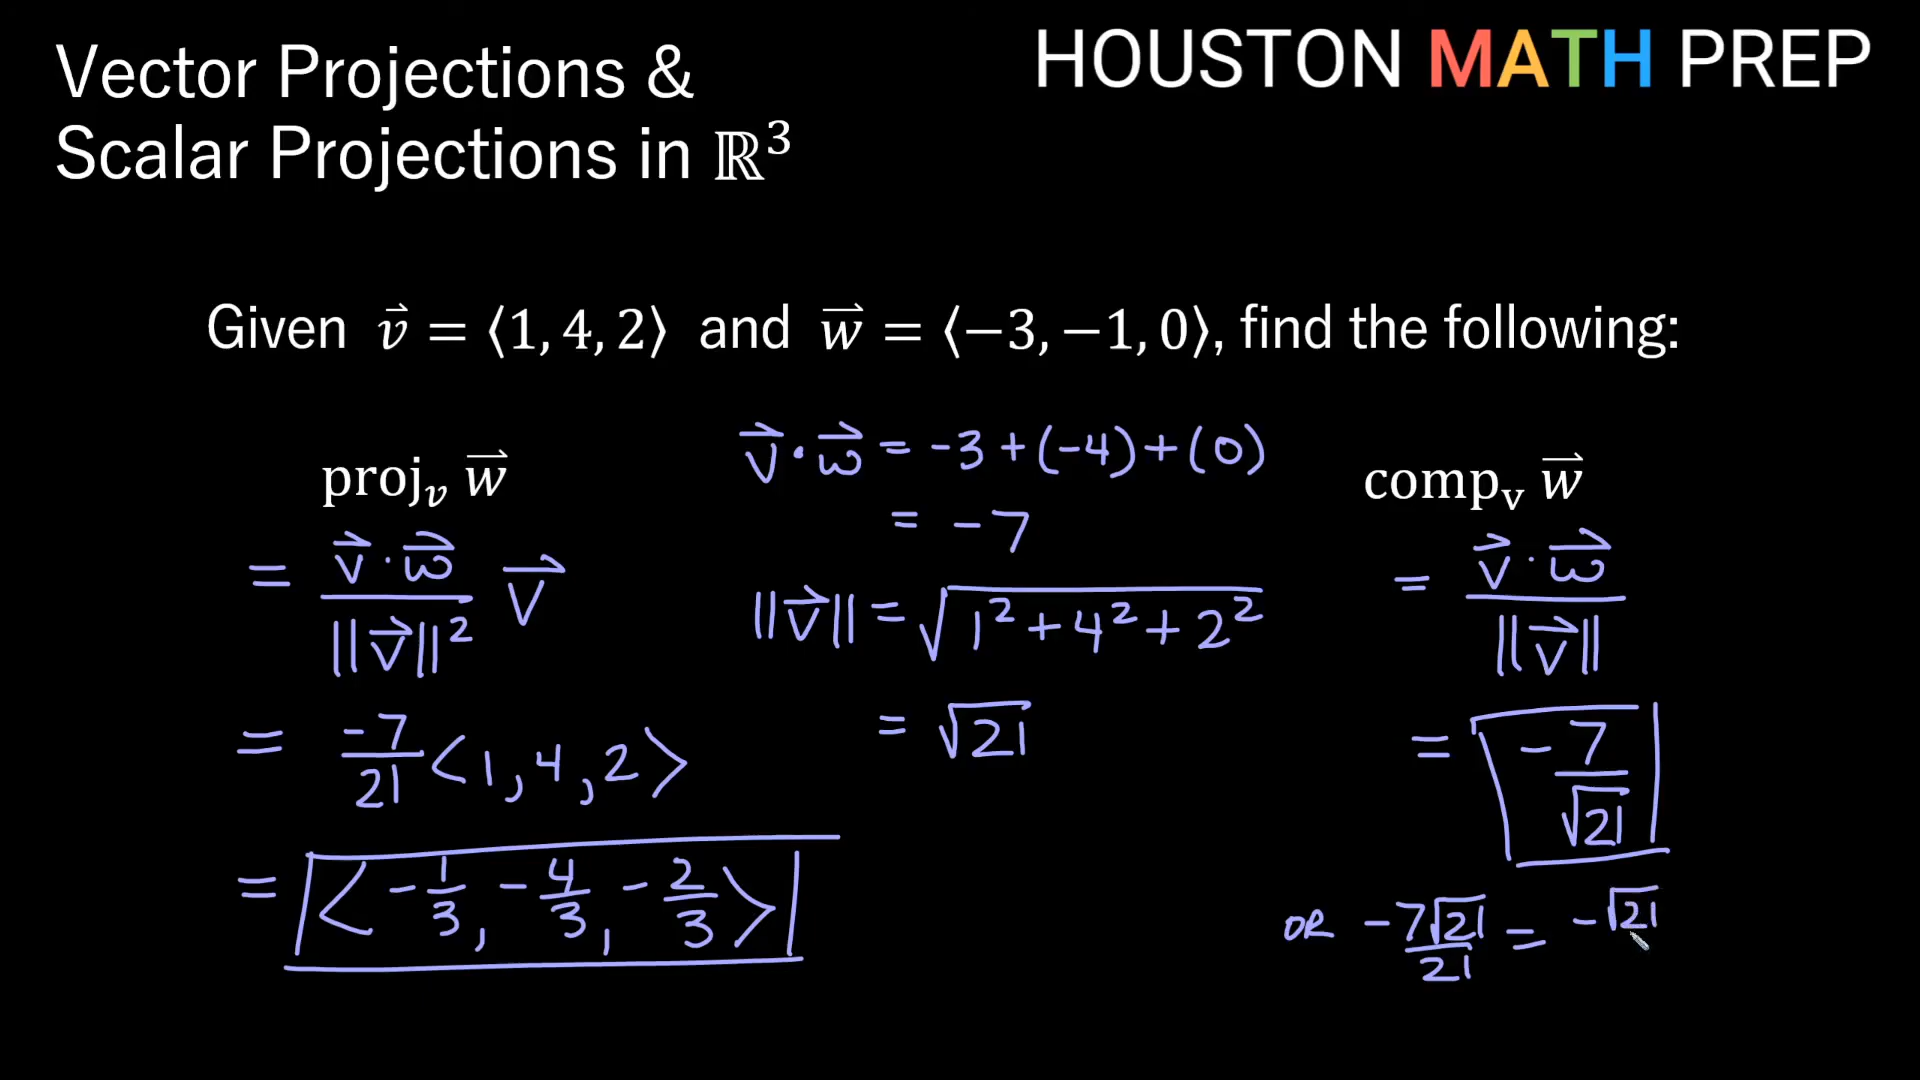 Vector Projections &
Scalar Projections in ℝ³
HOUSTON MATH PREP
Given v⃗ = ⟨1, 4, 2⟩ and w⃗ = ⟨−3, −1, 0⟩, find the following:
proj_v w⃗
= (v⃗ · w⃗)/||v⃗||² v⃗
= -7/21 <1, 4, 2>
= <-1/3, -4/3, -2/3>
v⃗ · w⃗ = -3 + (-4) + (0)
= -7
||v⃗|| = √(1² + 4² + 2²)
= √21
comp_v w⃗
= (v⃗ · w⃗)/||v⃗||
= -7/√21
OR -7√21/21 = -√21